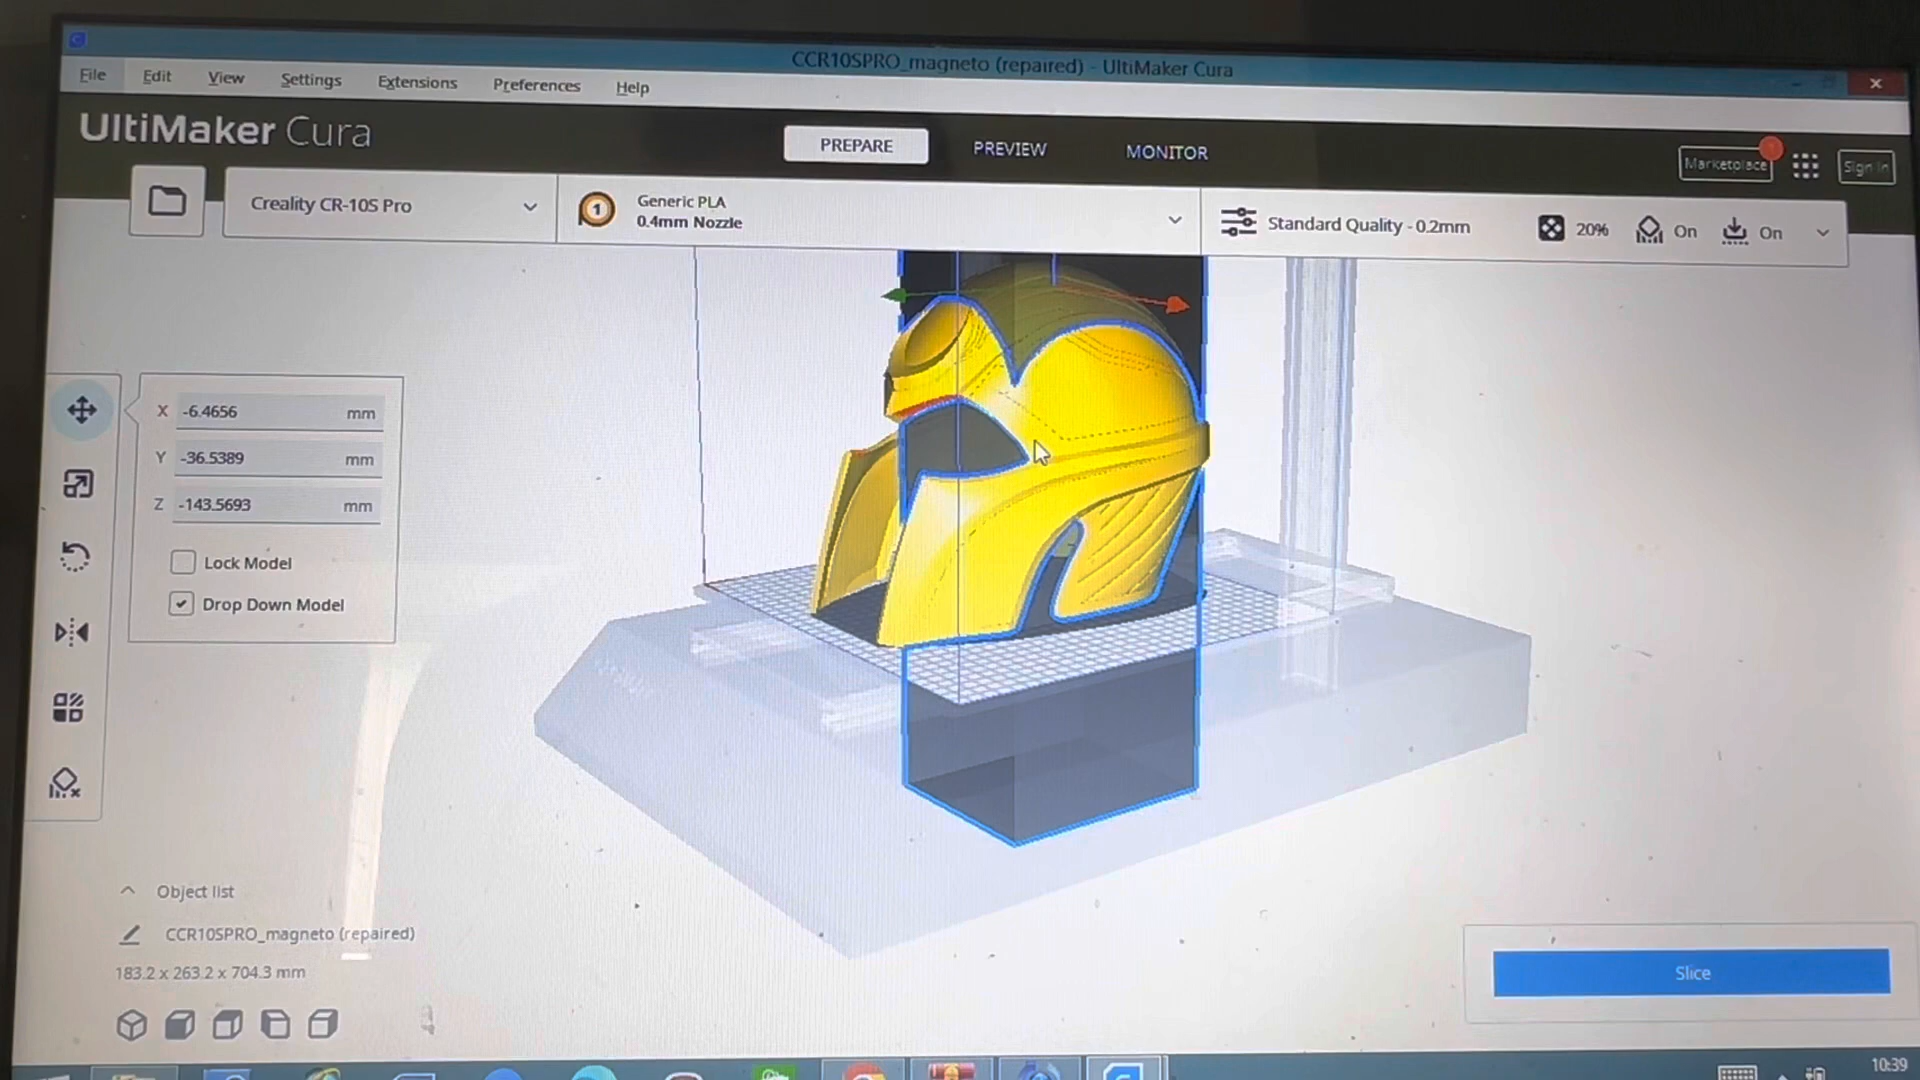 CCR10SPRO_magneto (repaired) - UltiMaker Cura
File Edit View Settings Extensions Preferences Help
UltiMaker Cura
PREPARE PREVIEW MONITOR
Marketplace
Sign in
Creality CR-10S Pro
1
Generic PLA
0.4mm Nozzle
Standard Quality - 0.2mm
20%
On
On
X -6.4656 mm
Y -36.5389 mm
Z -143.5693 mm
Lock Model
Drop Down Model
Object list
CCR10SPRO_magneto (repaired)
183.2 x 263.2 x 704.3 mm
Slice
10:39